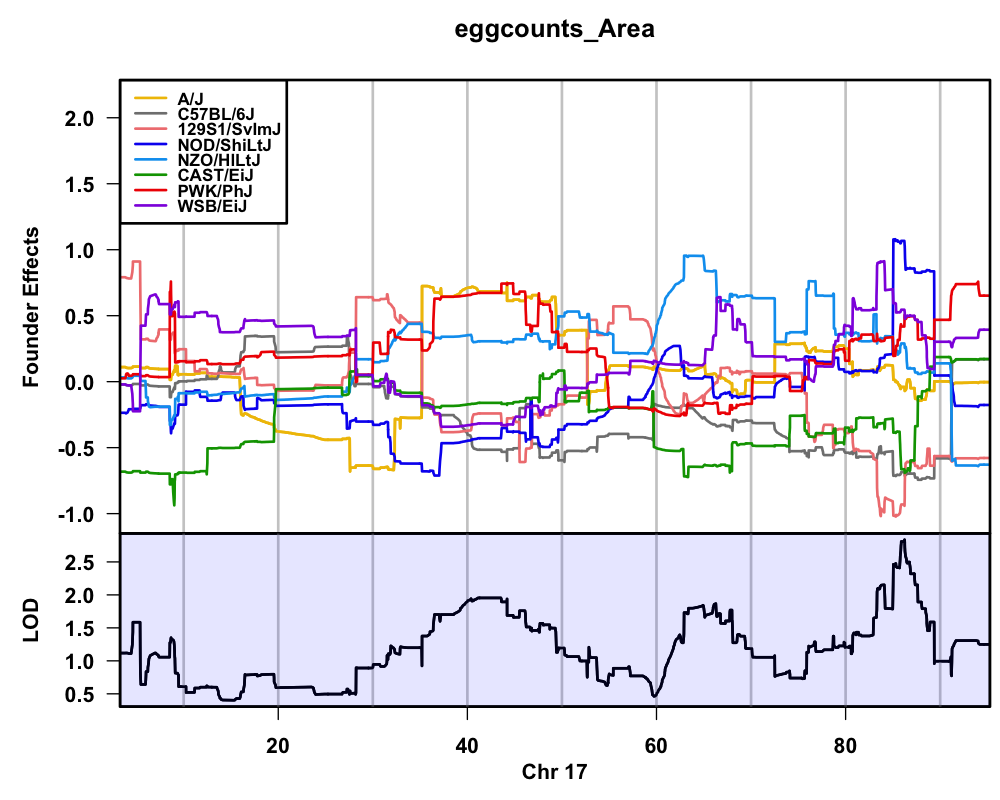 eggcounts_Area
A/J
C57BL/6J
129S1/SvImJ
NOD/ShiLtJ
NZO/HlLtJ
CAST/EiJ
PWK/PhJ
WSB/EiJ
Founder Effects
2.0
1.5
1.0
0.5
0.0
-0.5
-1.0
LOD
2.5
2.0
1.5
1.0
0.5
20 40 60 80
Chr 17